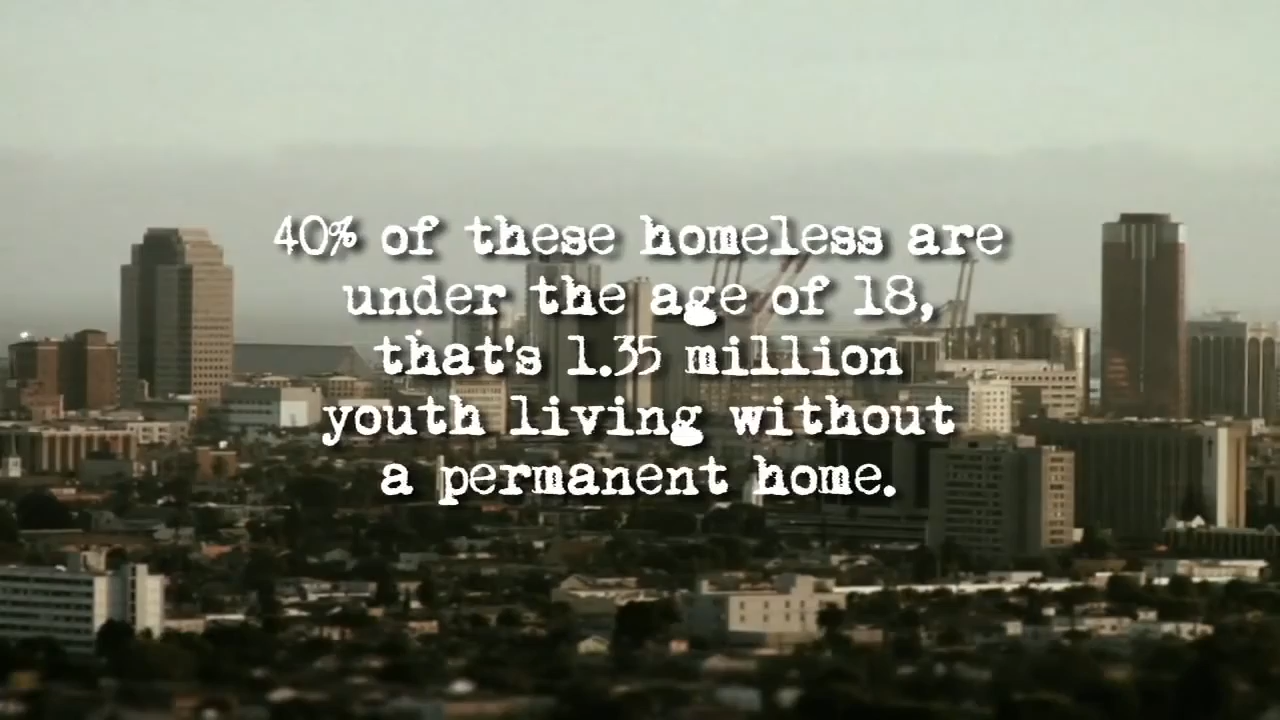 40% of these homeless are
under the age of 18,
that's 1.35 million
youth living without
a permanent home.